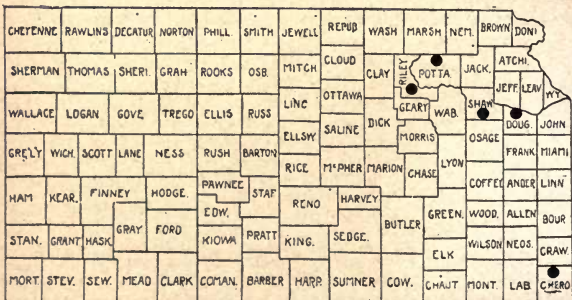 CHEYENNE RAWLINS DECATUR NORTON PHILL. SMITH JEWELL REPUB WASH MARSH NEM. BROWN DONI
SHERMAN THOMAS SHERI. GRAH ROOKS OSB. MITCH CLOUD CLAY RILEY POTTA. JACK. ATCHI.
JEFF. LEAV WY.
WALLACE LOGAN GOVE TREGO ELLIS RUSS LINC OTTAWA DICK GEARY WAB. SHAW DOUG. JOHN
ELLSW SALINE MORRIS OSAGE FRANK MIAMI
GREELY WICH. SCOTT LANE NESS RUSH BARTON RICE McPHER MARION CHASE LYON
HAM KEAR. FINNEY HODGE. PAWNEE STAF RENO HARVEY COFFEY ANDER LINN
EDW. BUTLER GREEN. WOOD. ALLEN BOUR
STAN. GRANT HASK. GRAY FORD KIOWA PRATT KING. SEDGE. ELK WILSON NEOS. CRAW.
MORT STEV. SEW. MEAD CLARK COMAN. BARBER HARP. SUMNER COW. CHAUT MONT. LAB. CHERO